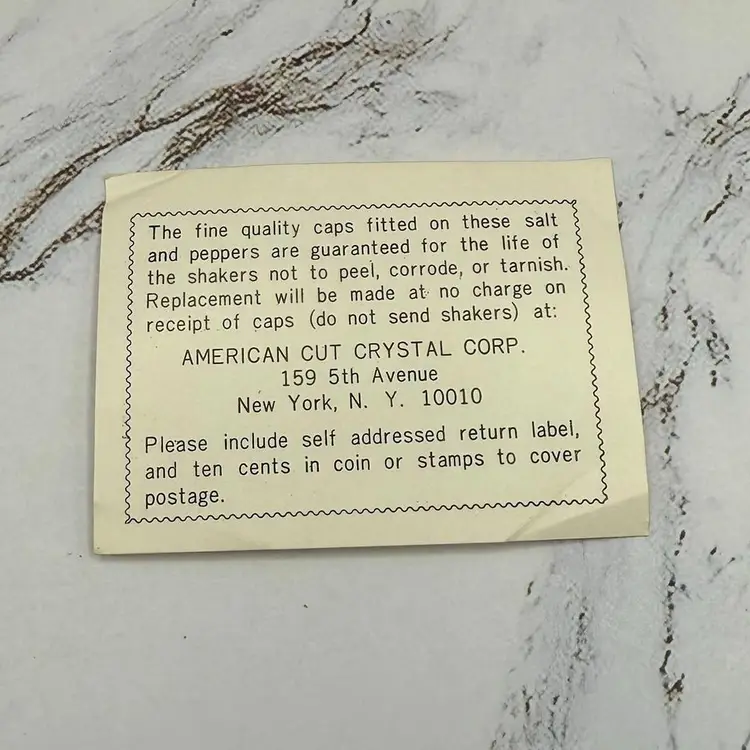 The fine quality caps fitted on these salt
and peppers are guaranteed for the life of
the shakers not to peel, corrode, or tarnish.
Replacement will be made at no charge on
receipt of caps (do not send shakers) at:
AMERICAN CUT CRYSTAL CORP.
159 5th Avenue
New York, N. Y. 10010
Please include self addressed return label,
and ten cents in coin or stamps to cover
postage.